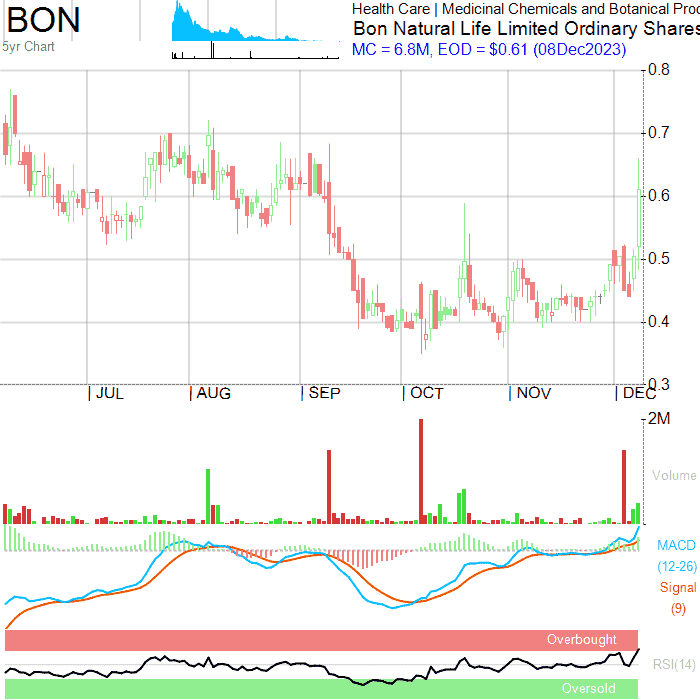 BON
5yr Chart
Health Care | Medicinal Chemicals and Botanical Prod
Bon Natural Life Limited Ordinary Shares
MC = 6.8M, EOD = $0.61 (08Dec2023)
0.8
0.7
0.6
0.5
0.4
0.3
JUL AUG SEP OCT NOV DEC
2M
Volume
MACD
(12-26)
Signal
(9)
Overbought
RSI(14)
Oversold